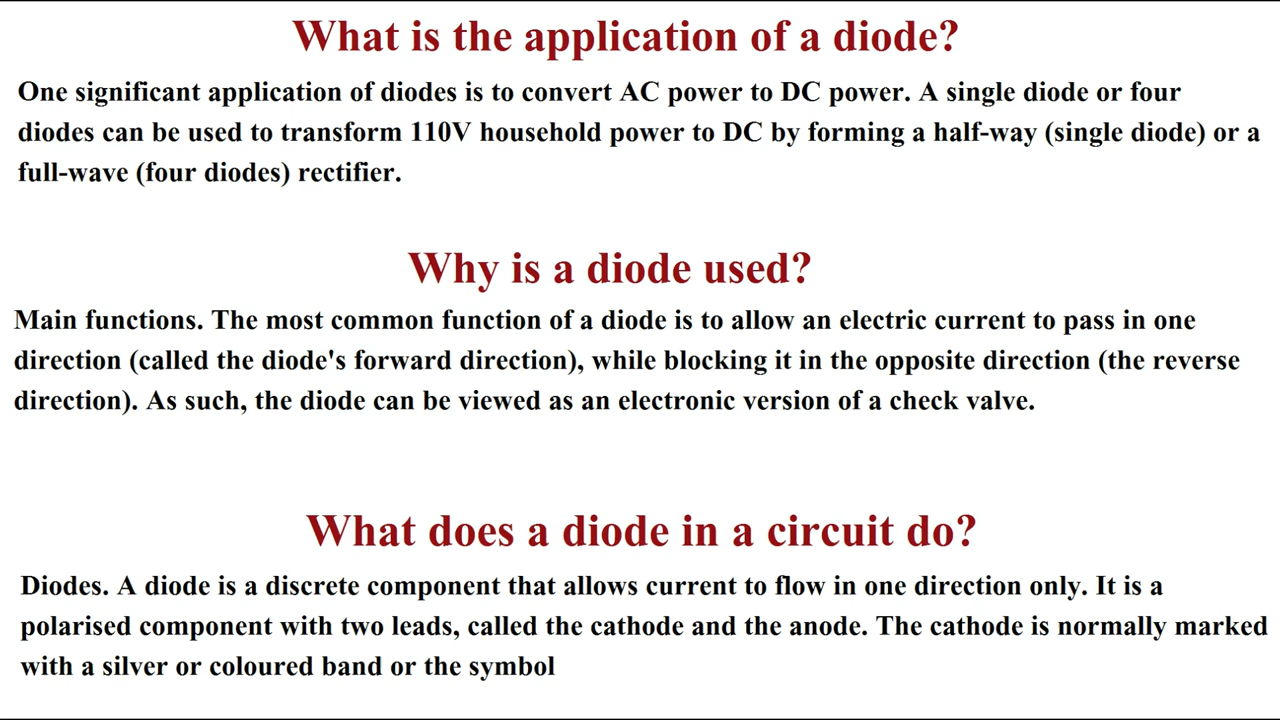 What is the application of a diode?
One significant application of diodes is to convert AC power to DC power. A single diode or four
diodes can be used to transform 110V household power to DC by forming a half-way (single diode) or a
full-wave (four diodes) rectifier.
Why is a diode used?
Main functions. The most common function of a diode is to allow an electric current to pass in one
direction (called the diode's forward direction), while blocking it in the opposite direction (the reverse
direction). As such, the diode can be viewed as an electronic version of a check valve.
What does a diode in a circuit do?
Diodes. A diode is a discrete component that allows current to flow in one direction only. It is a
polarised component with two leads, called the cathode and the anode. The cathode is normally marked
with a silver or coloured band or the symbol